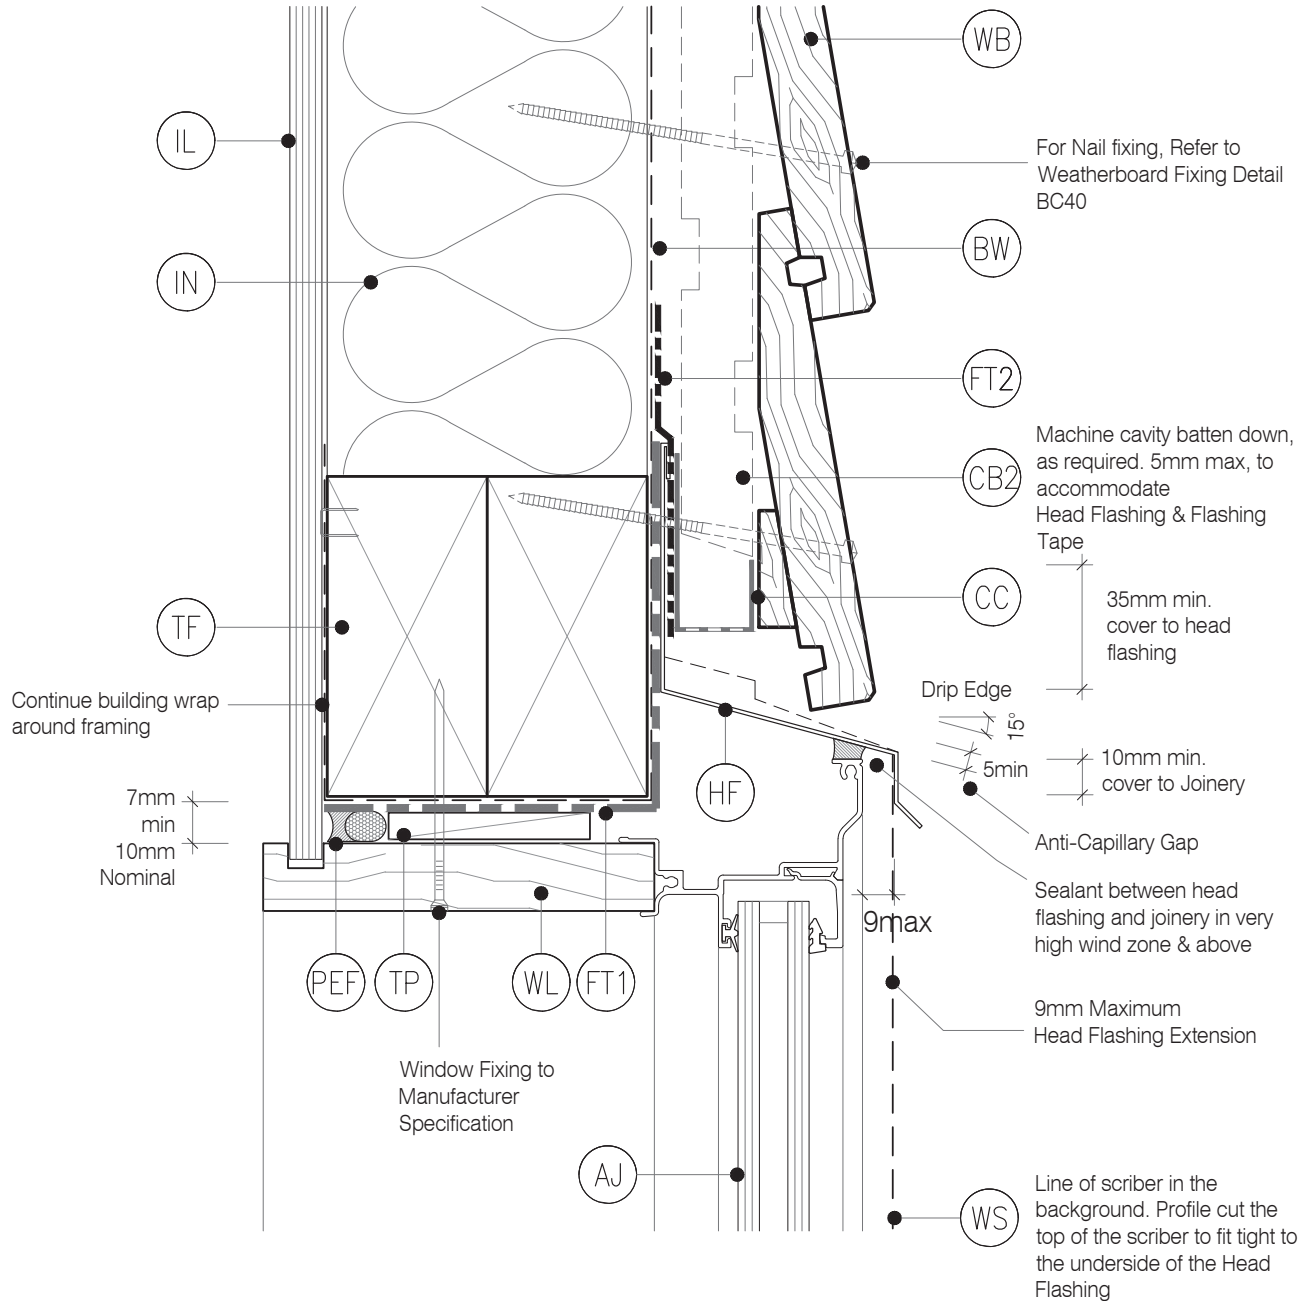 WB
IL
For Nail fixing, Refer to
Weatherboard Fixing Detail
BC40
BW
IN
FT2
Machine cavity batten down,
as required. 5mm max, to
accommodate
Head Flashing & Flashing
Tape
CB2
CC
35mm min.
cover to head
flashing
TF
Continue building wrap
around framing
Drip Edge
15°
5min
10mm min.
cover to Joinery
HF
7mm
min
10mm
Nominal
Anti-Capillary Gap
Sealant between head
flashing and joinery in very
high wind zone & above
9max
PEF
TP
WL
FT1
9mm Maximum
Head Flashing Extension
Window Fixing to
Manufacturer
Specification
AJ
WS
Line of scriber in the
background. Profile cut the
top of the scriber to fit tight to
the underside of the Head
Flashing